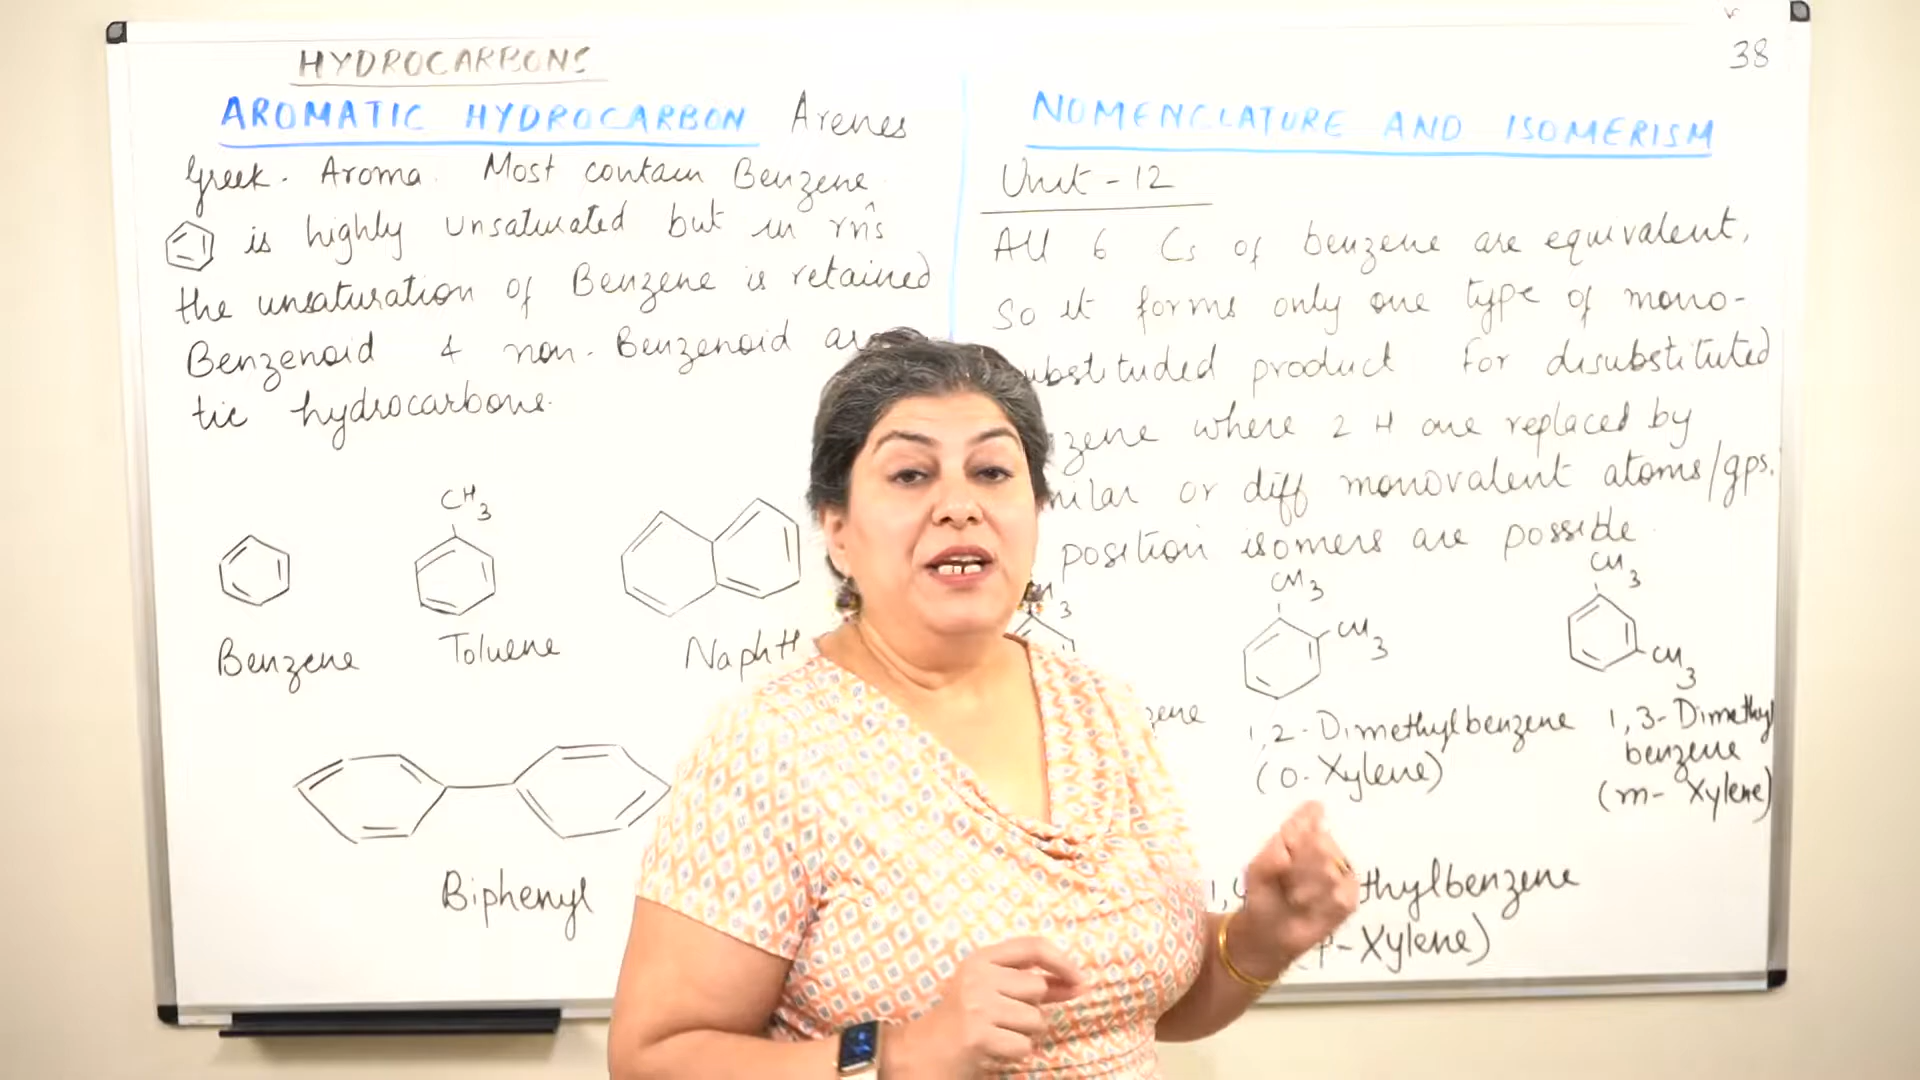 HYDROCARBONS
AROMATIC HYDROCARBON Arenes
Greek. Aroma. Most contain Benzene.
is highly unsaturated but in rxns
the unsaturation of Benzene is retained
Benzenoid & non-Benzenoid
tic hydrocarbons.
CH3
Benzene
Toluene
Biphenyl
38
NOMENCLATURE AND ISOMERISM
Unit-12
All 6 Cs of benzene are equivalent,
So it forms only one type of mono-
product For disubstituted
where 2 H are replaced by
or diff monovalent atoms/gps.
position isomers are possible.
CH3
CH3
CH3
CH3
CH3
1,2-Dimethylbenzene
(o-Xylene)
1,3-Dimethyl
benzene
(m-Xylene)
p-Xylene)